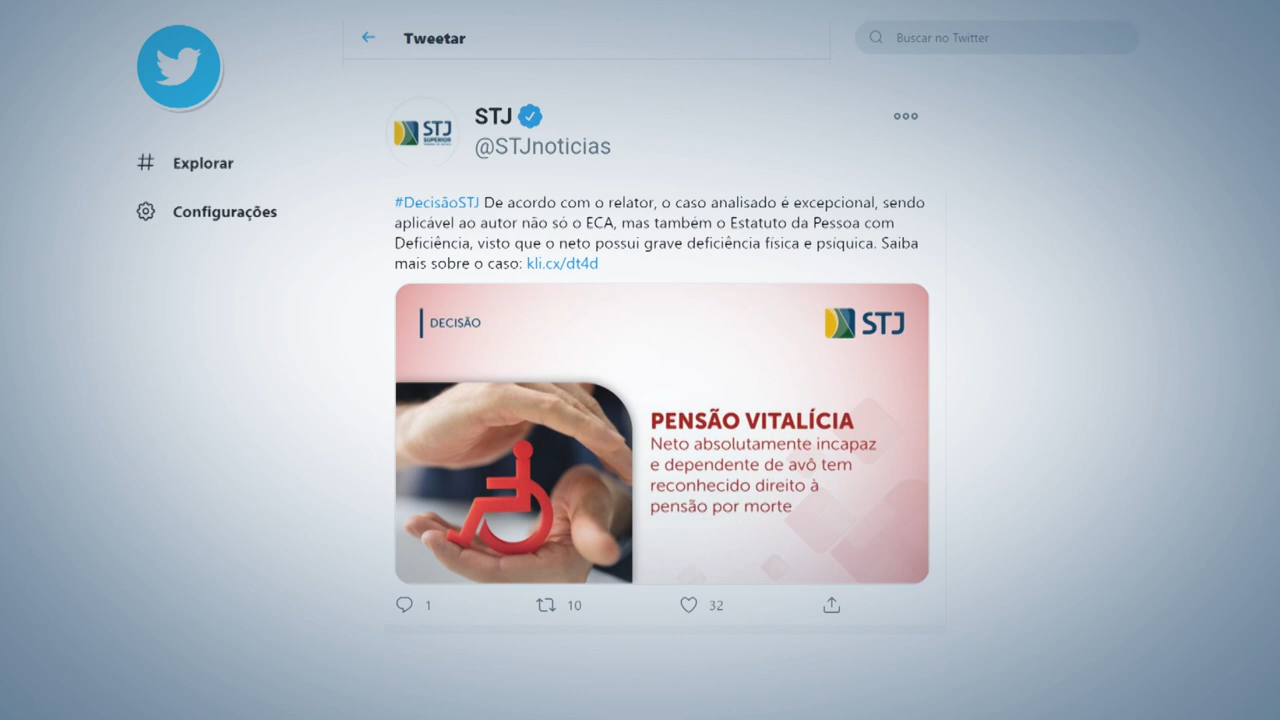 Tweetar
Buscar no Twitter
Explorar
Configurações
STJ
SUPERIOR
STJ
@STJnoticias
#DecisãoSTJ De acordo com o relator, o caso analisado é excepcional, sendo
aplicável ao autor não só o ECA, mas também o Estatuto da Pessoa com
Deficiência, visto que o neto possui grave deficiência física e psíquica. Saiba
mais sobre o caso: kli.cx/dt4d
DECISÃO
STJ
PENSÃO VITALÍCIA
Neto absolutamente incapaz
e dependente de avô tem
reconhecido direito à
pensão por morte
1
10
32